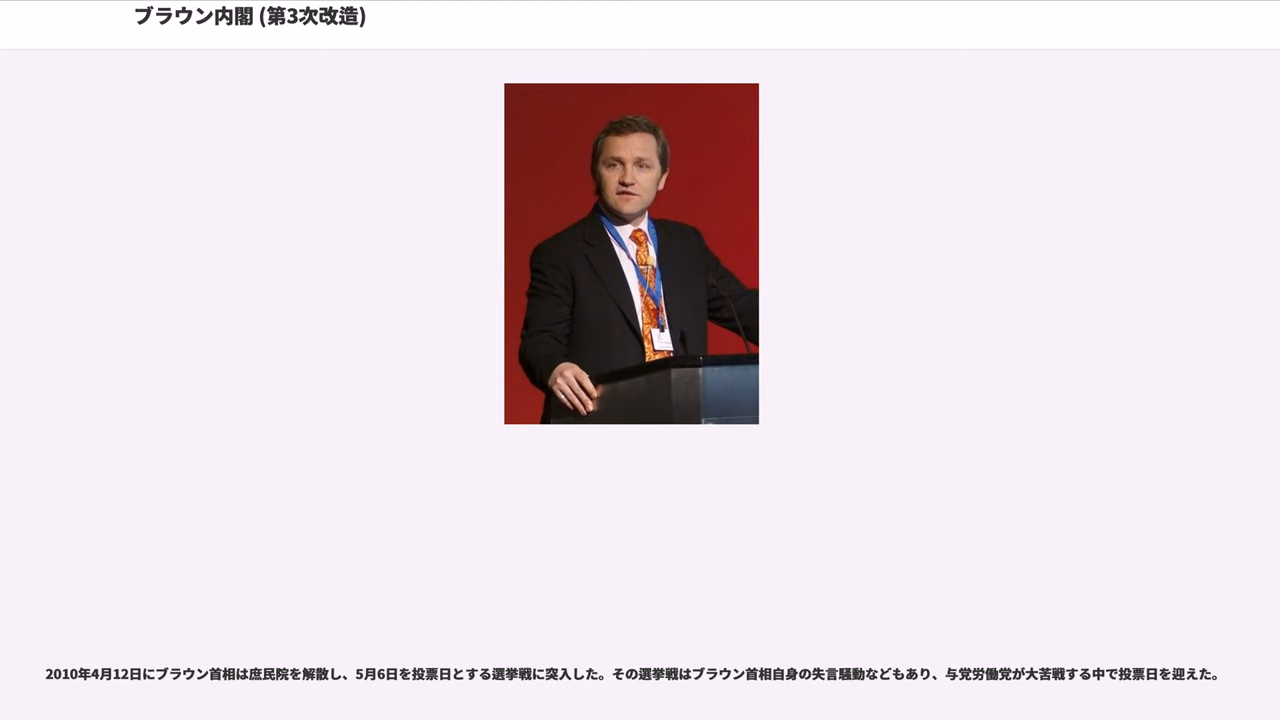 ブラウン内閣 (第3次改造)
2010年4月12日にブラウン首相は庶民院を解散し、5月6日を投票日とする選挙戦に突入した。その選挙戦はブラウン首相自身の失言騒動などもあり、与党労働党が大苦戦する中で投票日を迎えた。